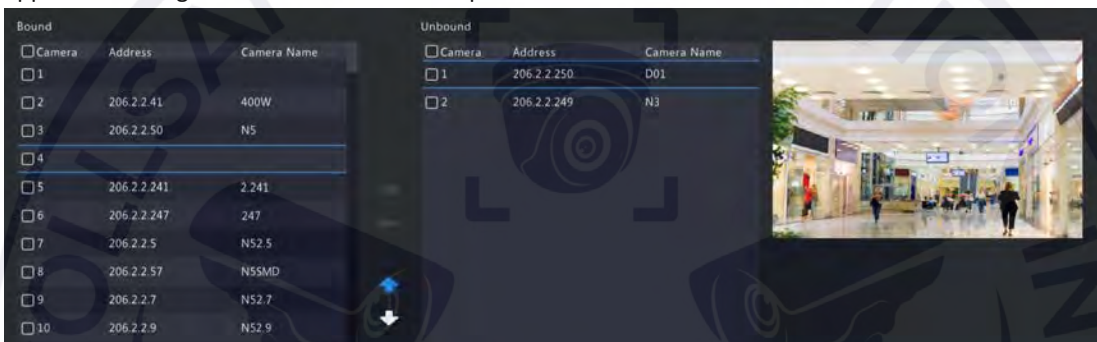 Bound
Camera Address Camera Name
1
2 206.2.2.41 400W
3 206.2.2.50 N5
4
5 206.2.2.241 2.241
6 206.2.2.247 247
7 206.2.2.5 N52.5
8 206.2.2.57 N5SMD
9 206.2.2.7 N52.7
10 206.2.2.9 N52.9
Unbound
Camera Address Camera Name
1 206.2.2.250 D01
2 206.2.2.249 N3